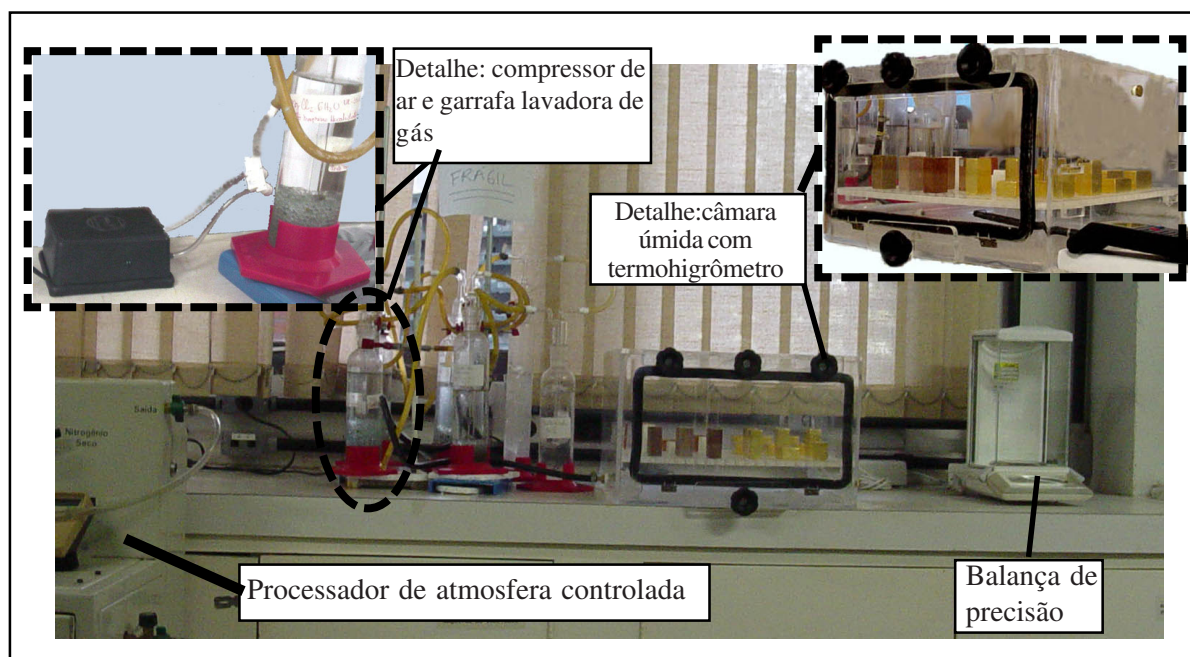 Detalhe: compressor de
ar e garrafa lavadora de
gás
FRÁGIL
Detalhe:câmara
úmida com
termohigrômetro
Saída
Nitrogênio
Seco
Processador de atmosfera controlada
Balança de
precisão